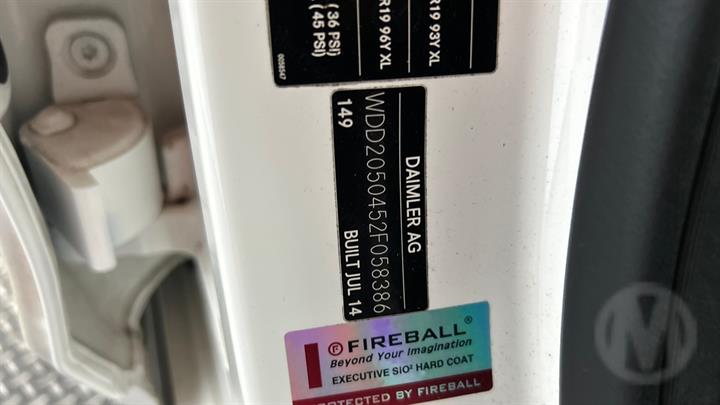 R19 93Y XL
R19 96Y XL
(36 PSI)
(45 PSI)
0058547
DAIMLER AG
WDD2050452F058386
149
BUILT JUL 14
F FIREBALL®
Beyond Your Imagination
EXECUTIVE SiO² HARD COAT
PROTECTED BY FIREBALL
M